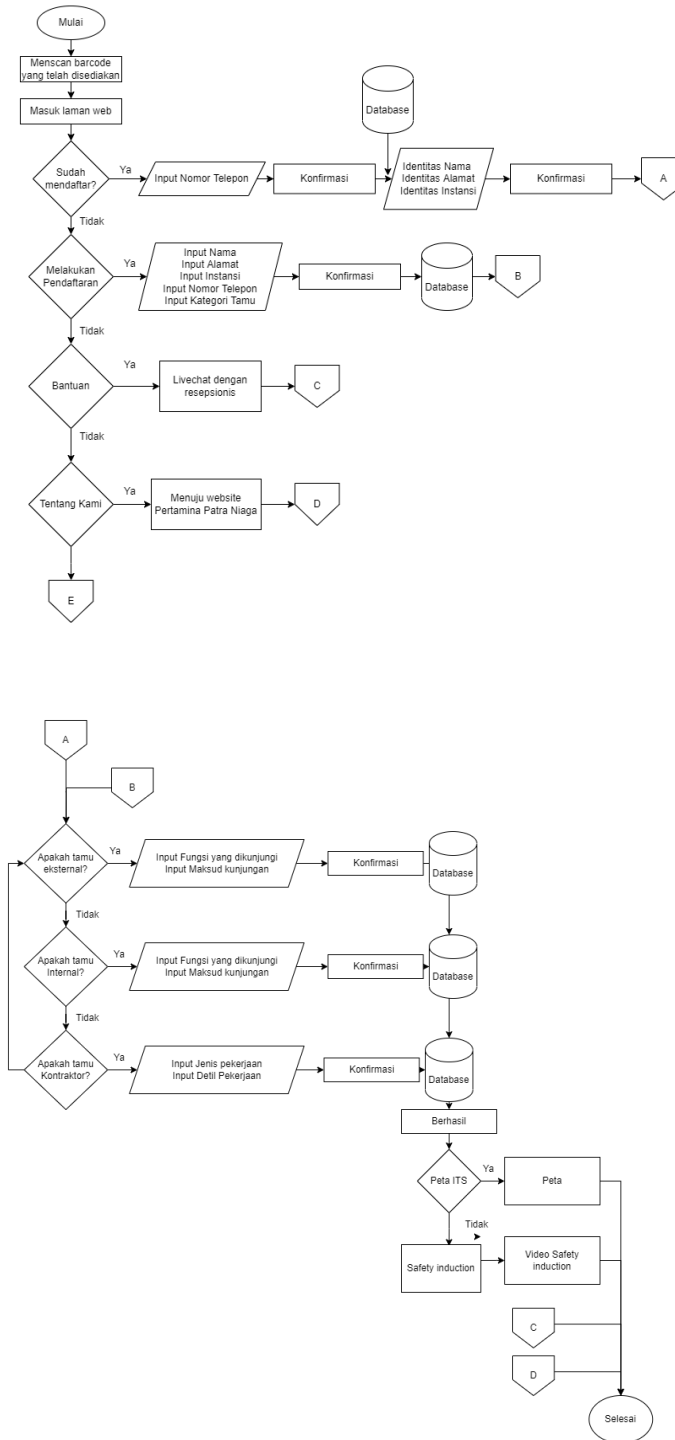 Mulai
Menscan barcode
yang telah disediakan
Masuk laman web
Database
Sudah
mendaftar?
Ya
Input Nomor Telepon
Konfirmasi
Identitas Nama
Identitas Alamat
Identitas Instansi
Konfirmasi
A
Tidak
Melakukan
Pendaftaran
Ya
Input Nama
Input Alamat
Input Instansi
Input Nomor Telepon
Input Kategori Tamu
Konfirmasi
Database
B
Tidak
Bantuan
Ya
Livechat dengan
resepsionis
C
Tidak
Tentang Kami
Ya
Menuju website
Pertamina Patra Niaga
D
E
A
B
Apakah tamu
eksternal?
Ya
Input Fungsi yang dikunjungi
Input Maksud kunjungan
Konfirmasi
Database
Tidak
Apakah tamu
Internal?
Ya
Input Fungsi yang dikunjungi
Input Maksud kunjungan
Konfirmasi
Database
Tidak
Apakah tamu
Kontraktor?
Ya
Input Jenis pekerjaan
Input Detil Pekerjaan
Konfirmasi
Database
Berhasil
Peta ITS
Ya
Peta
Tidak
Safety induction
Video Safety
induction
C
D
Selesai